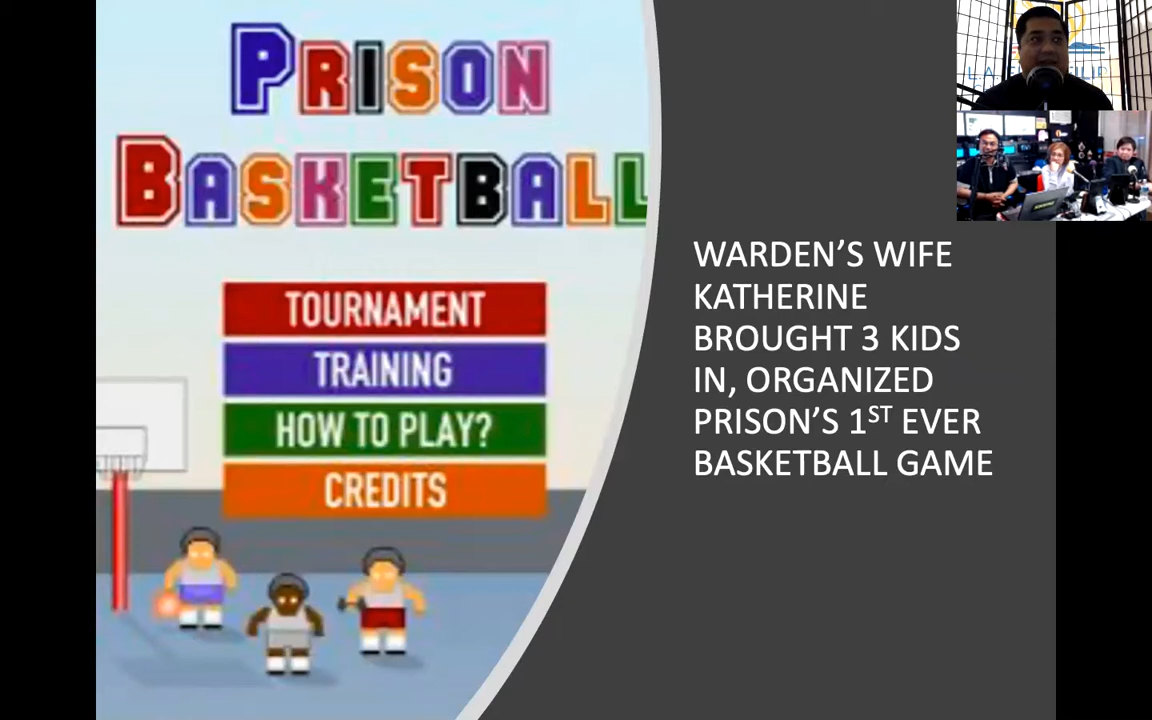 PRISON
BASKETBALL
TOURNAMENT
TRAINING
HOW TO PLAY?
CREDITS
WARDEN'S WIFE
KATHERINE
BROUGHT 3 KIDS
IN, ORGANIZED
PRISON'S 1ST EVER
BASKETBALL GAME